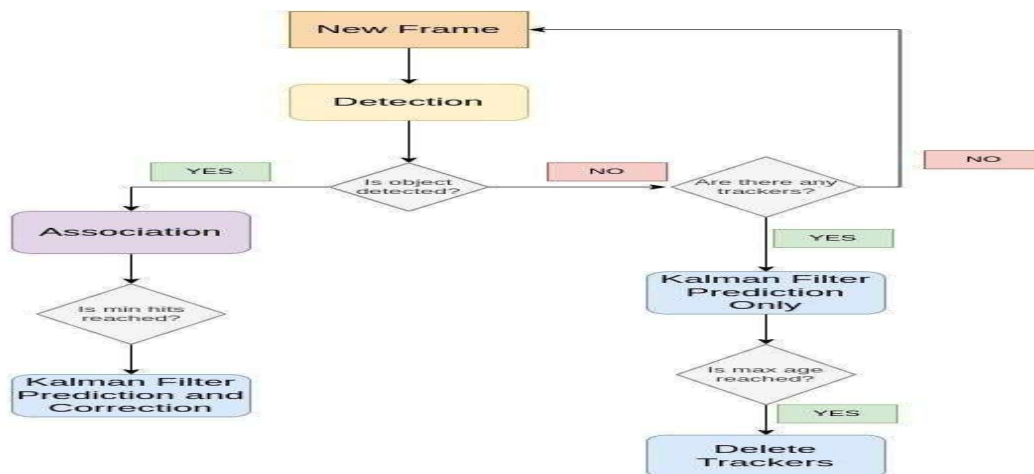 New Frame
Detection
YES
Is object
detected?
NO
Are there any
trackers?
NO
Association
YES
Is min hits
reached?
Kalman Filter
Prediction
Only
Kalman Filter
Prediction and
Correction
Is max age
reached?
YES
Delete
Trackers